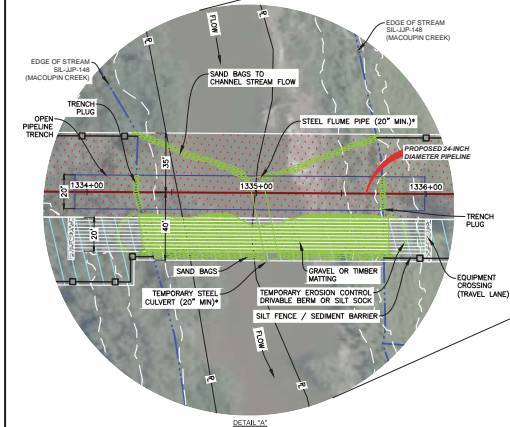 EDGE OF STREAM
SIL-JJP-148
(MACOUPIN CREEK)
FLOW
EDGE OF STREAM
SIL-JJP-148
(MACOUPIN CREEK)
SAND BAGS TO
CHANNEL STREAM FLOW
TRENCH
PLUG
STEEL FLUME PIPE (20" MIN.)*
OPEN
PIPELINE
TRENCH
PROPOSED 24-INCH
DIAMETER PIPELINE
35'
20'
1334+00
1335+00
1336+00
40'
20'
TRENCH
PLUG
SAND BAGS
GRAVEL OR TIMBER
MATTING
TEMPORARY STEEL
CULVERT (20" MIN)*
TEMPORARY EROSION CONTROL
DRIVABLE BERM OR SILT SOCK
EQUIPMENT
CROSSING
(TRAVEL LANE)
SILT FENCE / SEDIMENT BARRIER
FLOW
DETAIL "A"